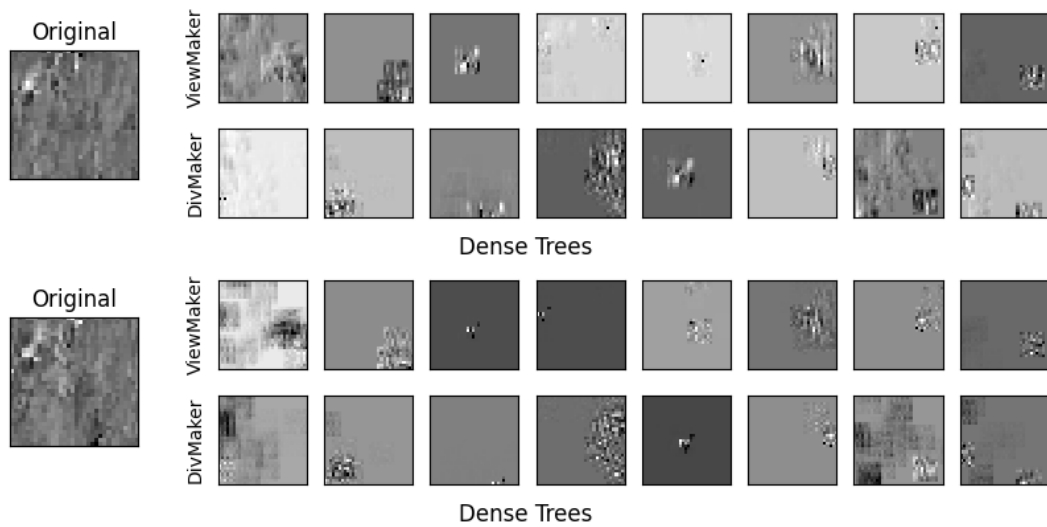 Original
ViewMaker
DivMaker
Dense Trees
Original
ViewMaker
DivMaker
Dense Trees